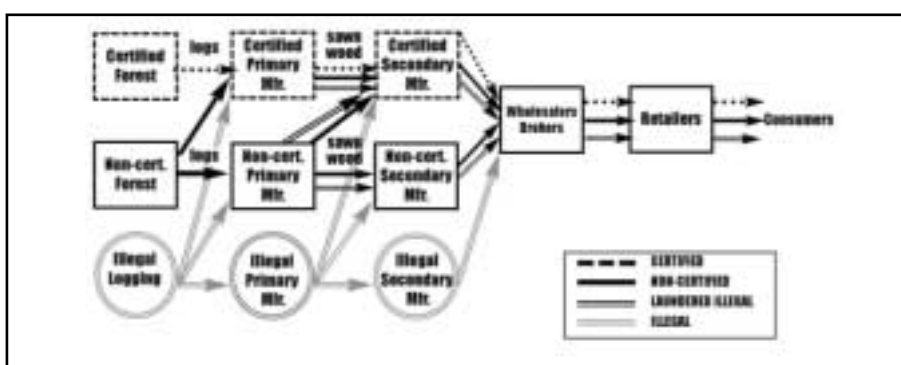 Certified
Forest
logs
Certified
Primary
Mfr.
sawn
wood
Certified
Secondary
Mfr.
Wholesalers
Brokers
Retailers
Consumers
Non-cert.
Forest
logs
Non-cert.
Primary
Mfr.
sawn
wood
Non-cert.
Secondary
Mfr.
Illegal
Logging
Illegal
Primary
Mfr.
Illegal
Secondary
Mfr.
CERTIFIED
NON-CERTIFIED
LAUNDERED ILLEGAL
ILLEGAL